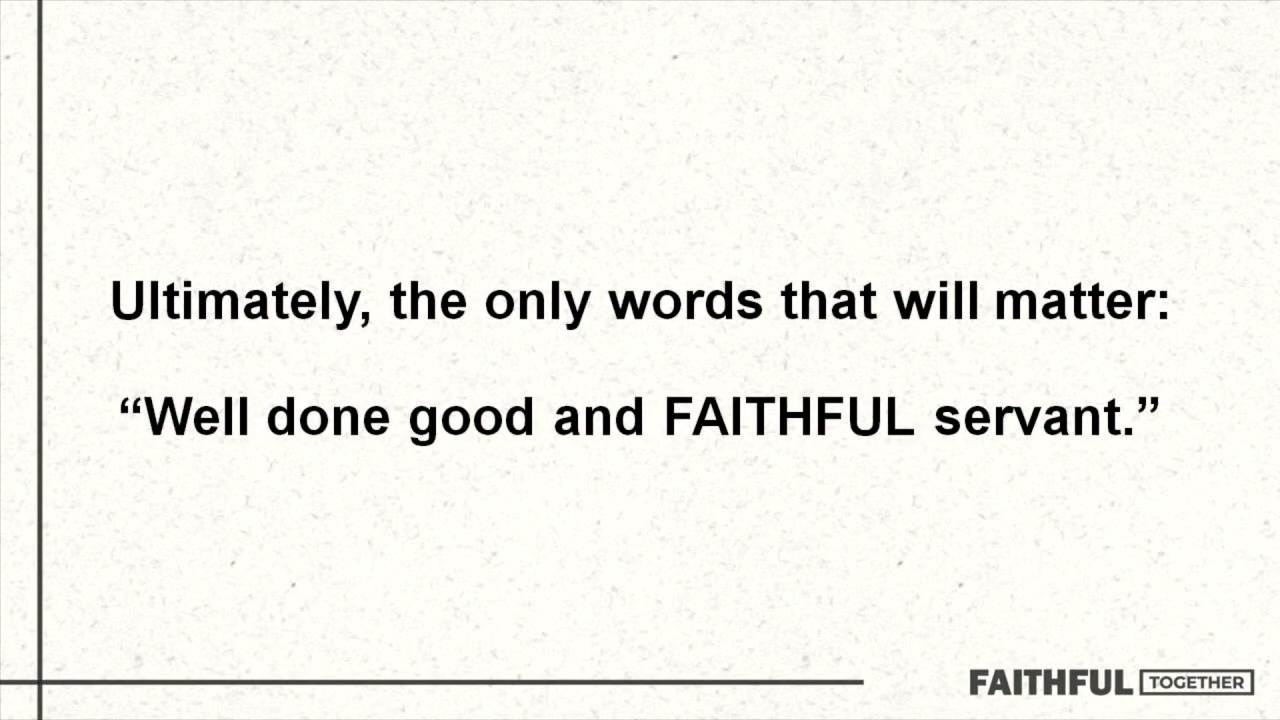 Ultimately, the only words that will matter:
“Well done good and FAITHFUL servant.”
FAITHFUL TOGETHER